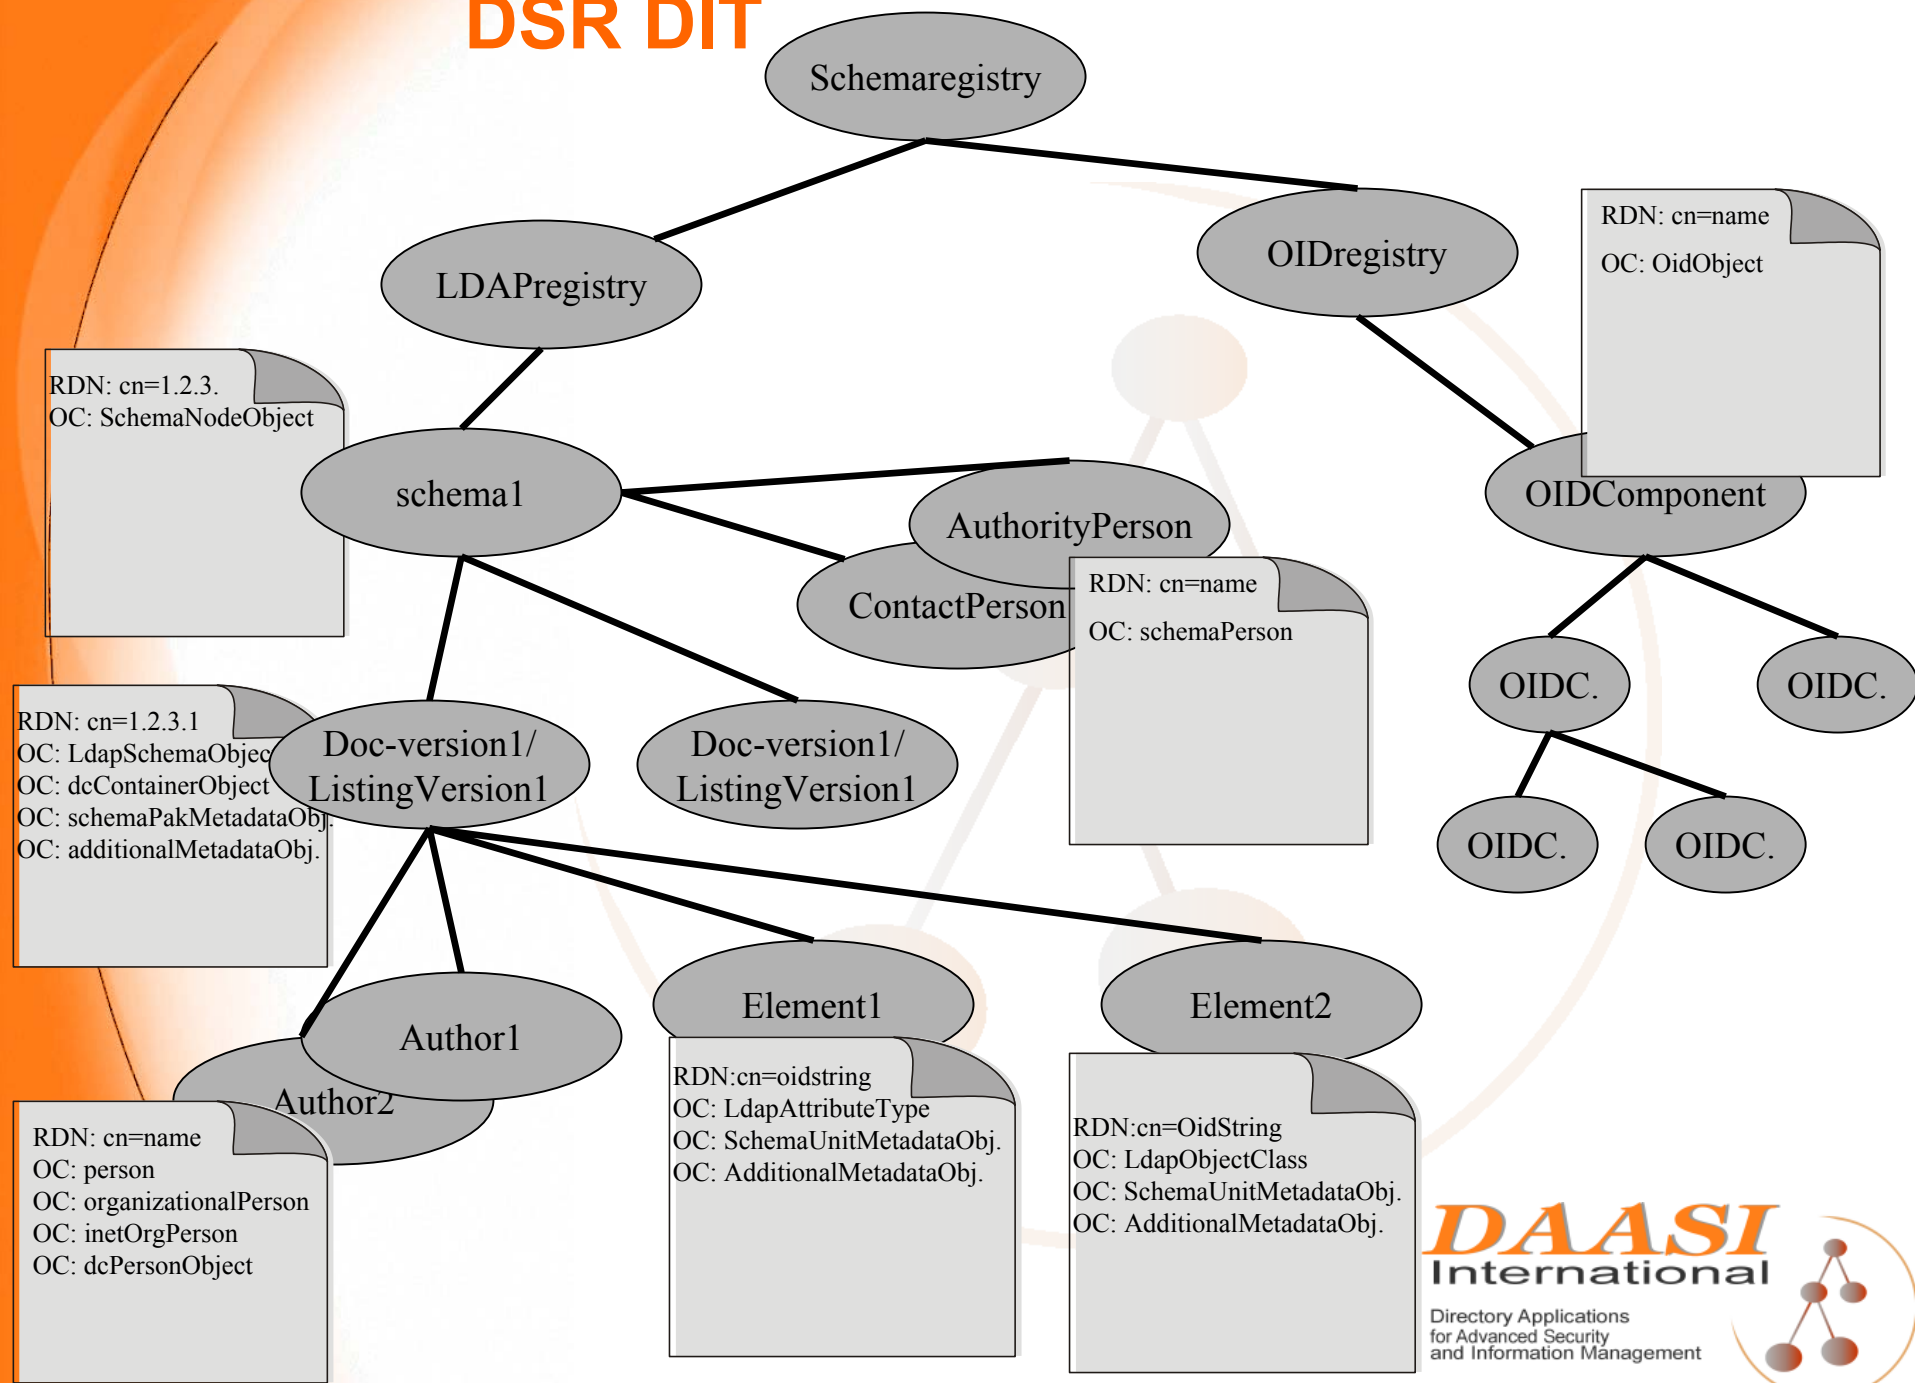 DSR DIT
Schemaregistry
LDAPregistry
OIDregistry
RDN: cn=name
OC: OidObject
RDN: cn=1.2.3.
OC: SchemaNodeObject
schema1
AuthorityPerson
ContactPerson
OIDComponent
RDN: cn=name
OC: schemaPerson
OIDC.
OIDC.
RDN: cn=1.2.3.1
OC: LdapSchemaObjec
OC: dcContainerObject
OC: schemaPakMetadataObj.
OC: additionalMetadataObj.
Doc-version1/
ListingVersion1
Doc-version1/
ListingVersion1
OIDC.
OIDC.
Author1
Author2
Element1
Element2
RDN: cn=name
OC: person
OC: organizationalPerson
OC: inetOrgPerson
OC: dcPersonObject
RDN:cn=oidstring
OC: LdapAttributeType
OC: SchemaUnitMetadataObj.
OC: AdditionalMetadataObj.
RDN:cn=OidString
OC: LdapObjectClass
OC: SchemaUnitMetadataObj.
OC: AdditionalMetadataObj.
DAASI
International
Directory Applications
for Advanced Security
and Information Management